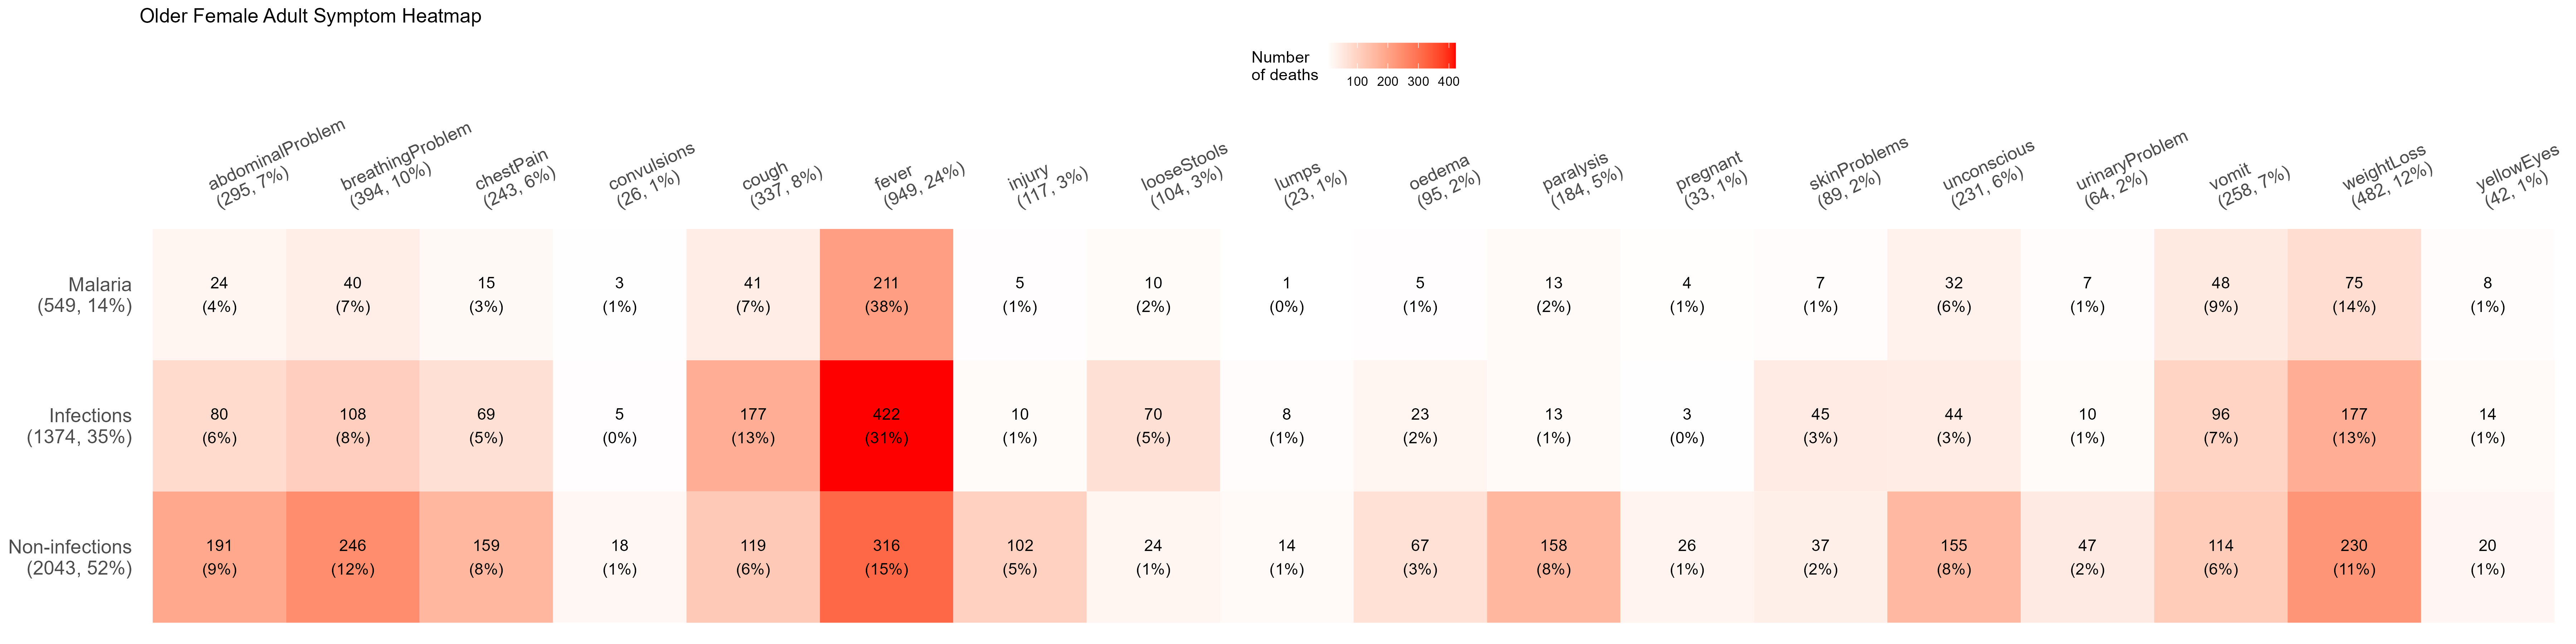 Older Female Adult Symptom Heatmap
Number
of deaths
100 200 300 400
abdominalProblem
(295, 7%)
breathingProblem
(394, 10%)
chestPain
(243, 6%)
convulsions
(26, 1%)
cough
(337, 8%)
fever
(949, 24%)
injury
(117, 3%)
looseStools
(104, 3%)
lumps
(23, 1%)
oedema
(95, 2%)
paralysis
(184, 5%)
pregnant
(33, 1%)
skinProblems
(89, 2%)
unconscious
(231, 6%)
urinaryProblem
(64, 2%)
vomit
(258, 7%)
weightLoss
(482, 12%)
yellowEyes
(42, 1%)
Malaria
(549, 14%)
24 40 15 3 41 211 5 10 1 5 13 4 7 32 7 48 75 8
(4%) (7%) (3%) (1%) (7%) (38%) (1%) (2%) (0%) (1%) (2%) (1%) (1%) (6%) (1%) (9%) (14%) (1%)
Infections
(1374, 35%)
80 108 69 5 177 422 10 70 8 23 13 3 45 44 10 96 177 14
(6%) (8%) (5%) (0%) (13%) (31%) (1%) (5%) (1%) (2%) (1%) (0%) (3%) (3%) (1%) (7%) (13%) (1%)
Non-infections
(2043, 52%)
191 246 159 18 119 316 102 24 14 67 158 26 37 155 47 114 230 20
(9%) (12%) (8%) (1%) (6%) (15%) (5%) (1%) (1%) (3%) (8%) (1%) (2%) (8%) (2%) (6%) (11%) (1%)